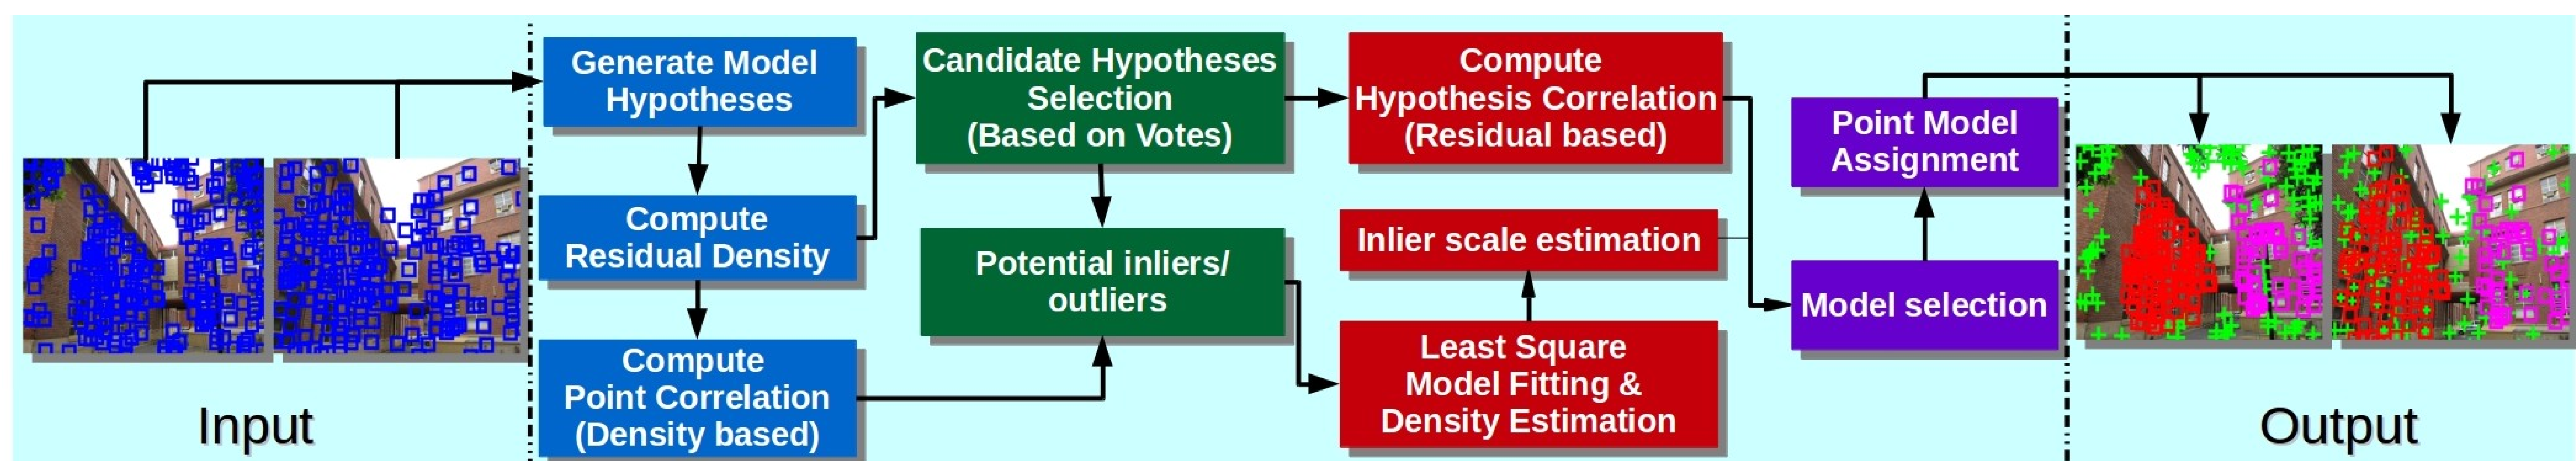 Input
Generate Model
Hypotheses
Compute
Residual Density
Compute
Point Correlation
(Density based)
Candidate Hypotheses
Selection
(Based on Votes)
Potential inliers/
outliers
Compute
Hypothesis Correlation
(Residual based)
Inlier scale estimation
Least Square
Model Fitting &
Density Estimation
Point Model
Assignment
Model selection
Output